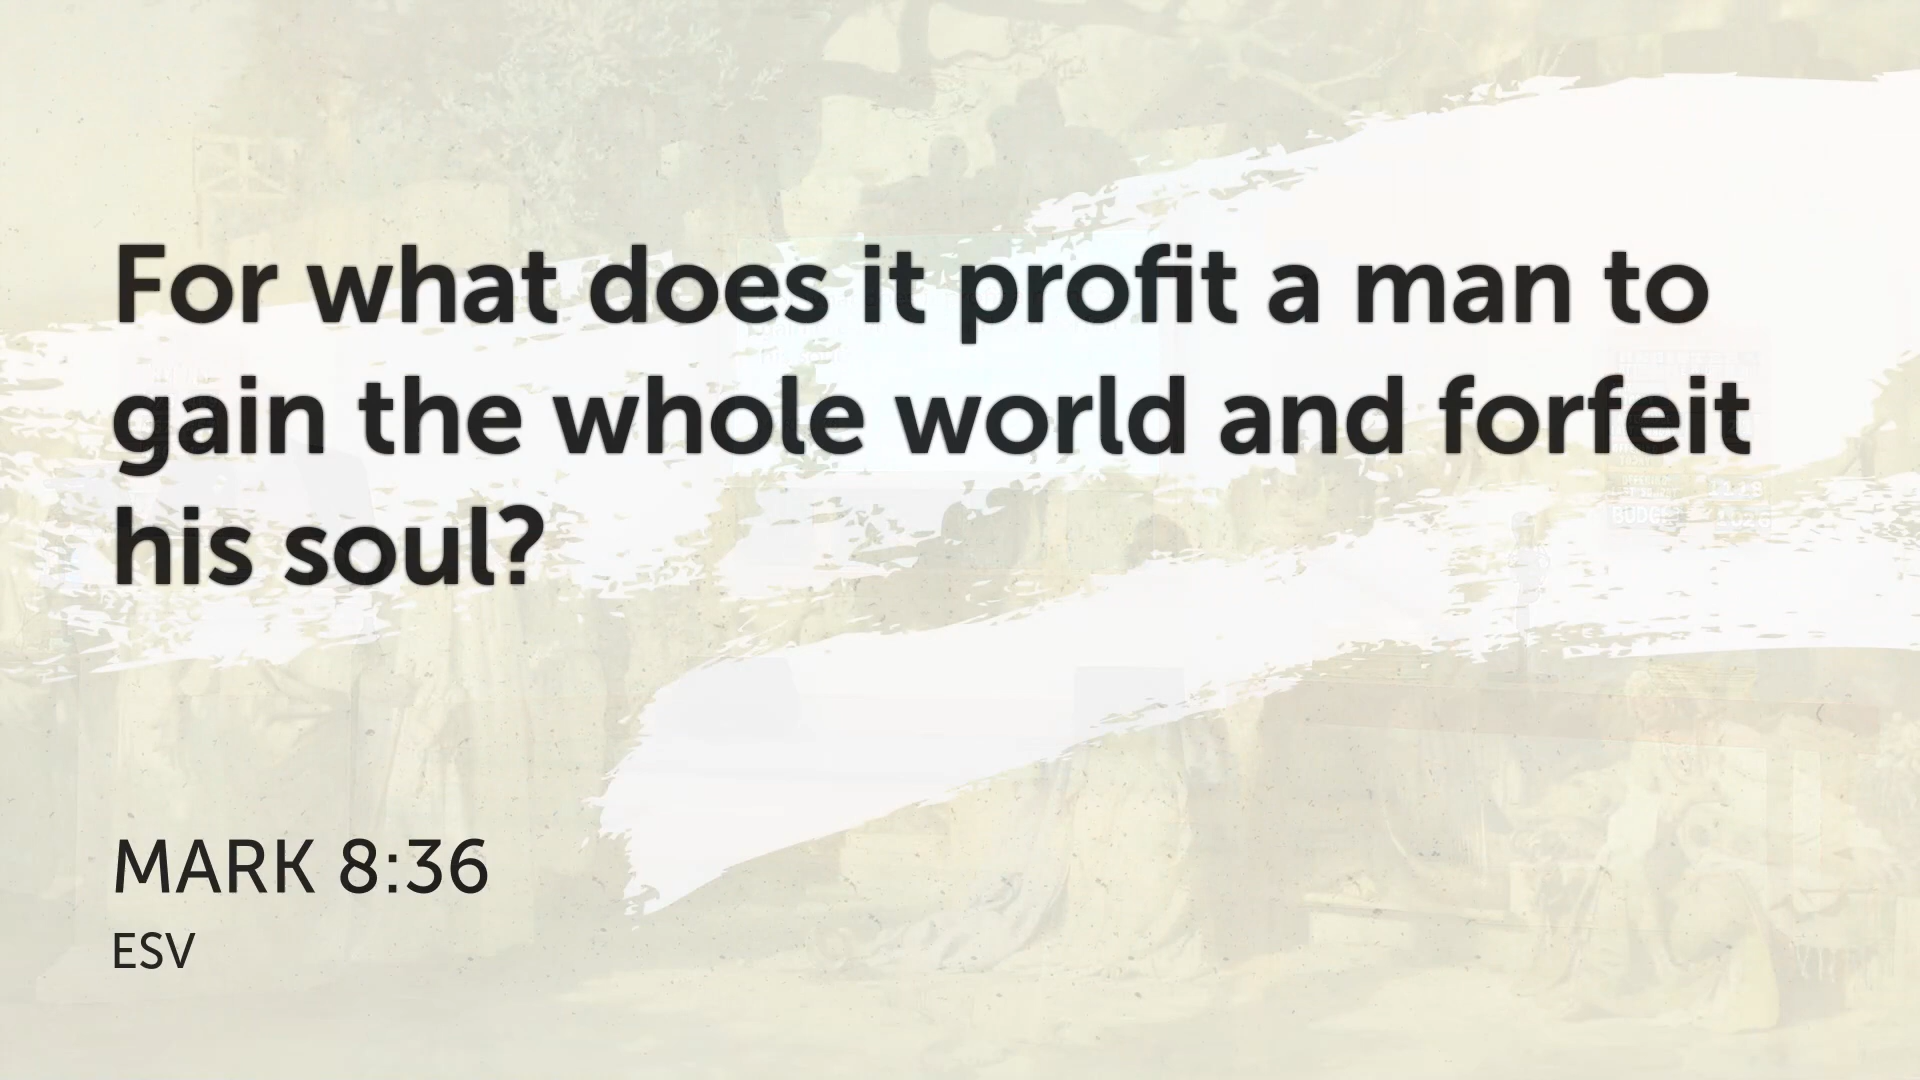 For what does it profit a man to
gain the whole world and forfeit
his soul?
MARK 8:36
ESV